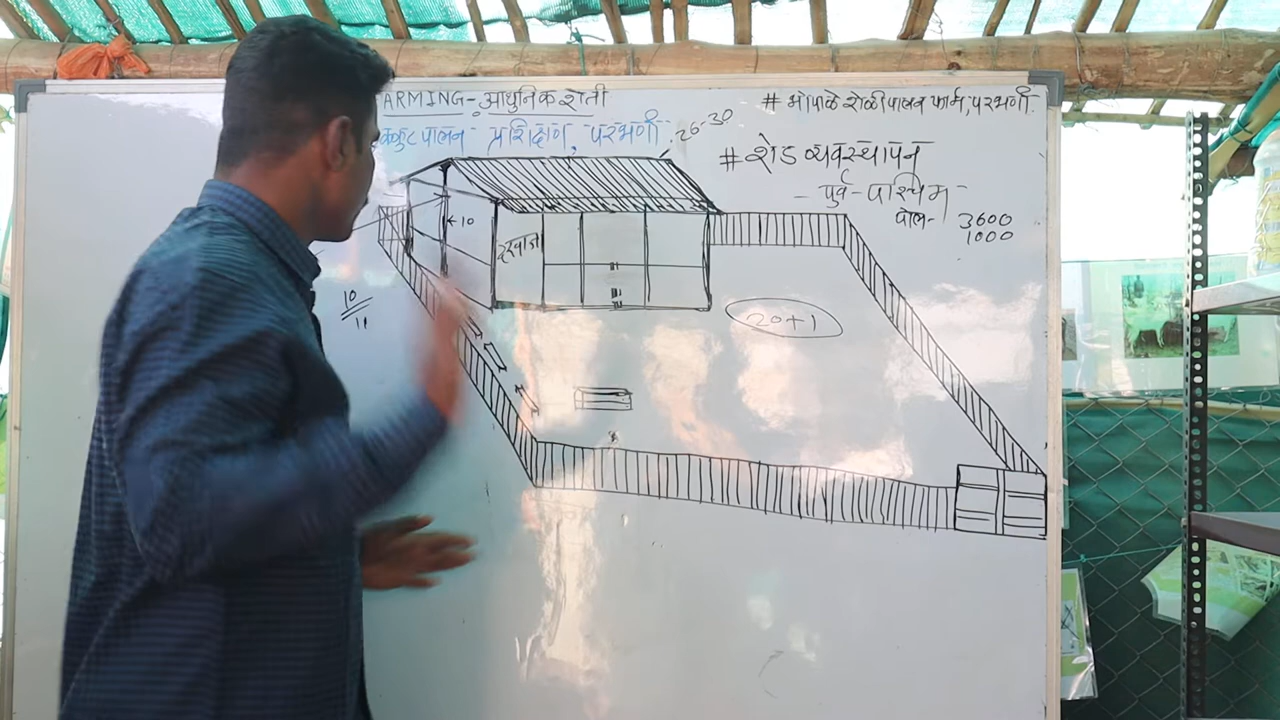 ARMING- आधुनिक शेती
# भोपाळे शेळीपालन फार्म, परभणी.
क्कुटपालन प्रशिक्षण, परभणी.
26-30
# शेड व्यवस्थापन
- पुर्व-पश्चिम-
पोल- 3600
1000
←10
दरवाजा
10
11
20+1